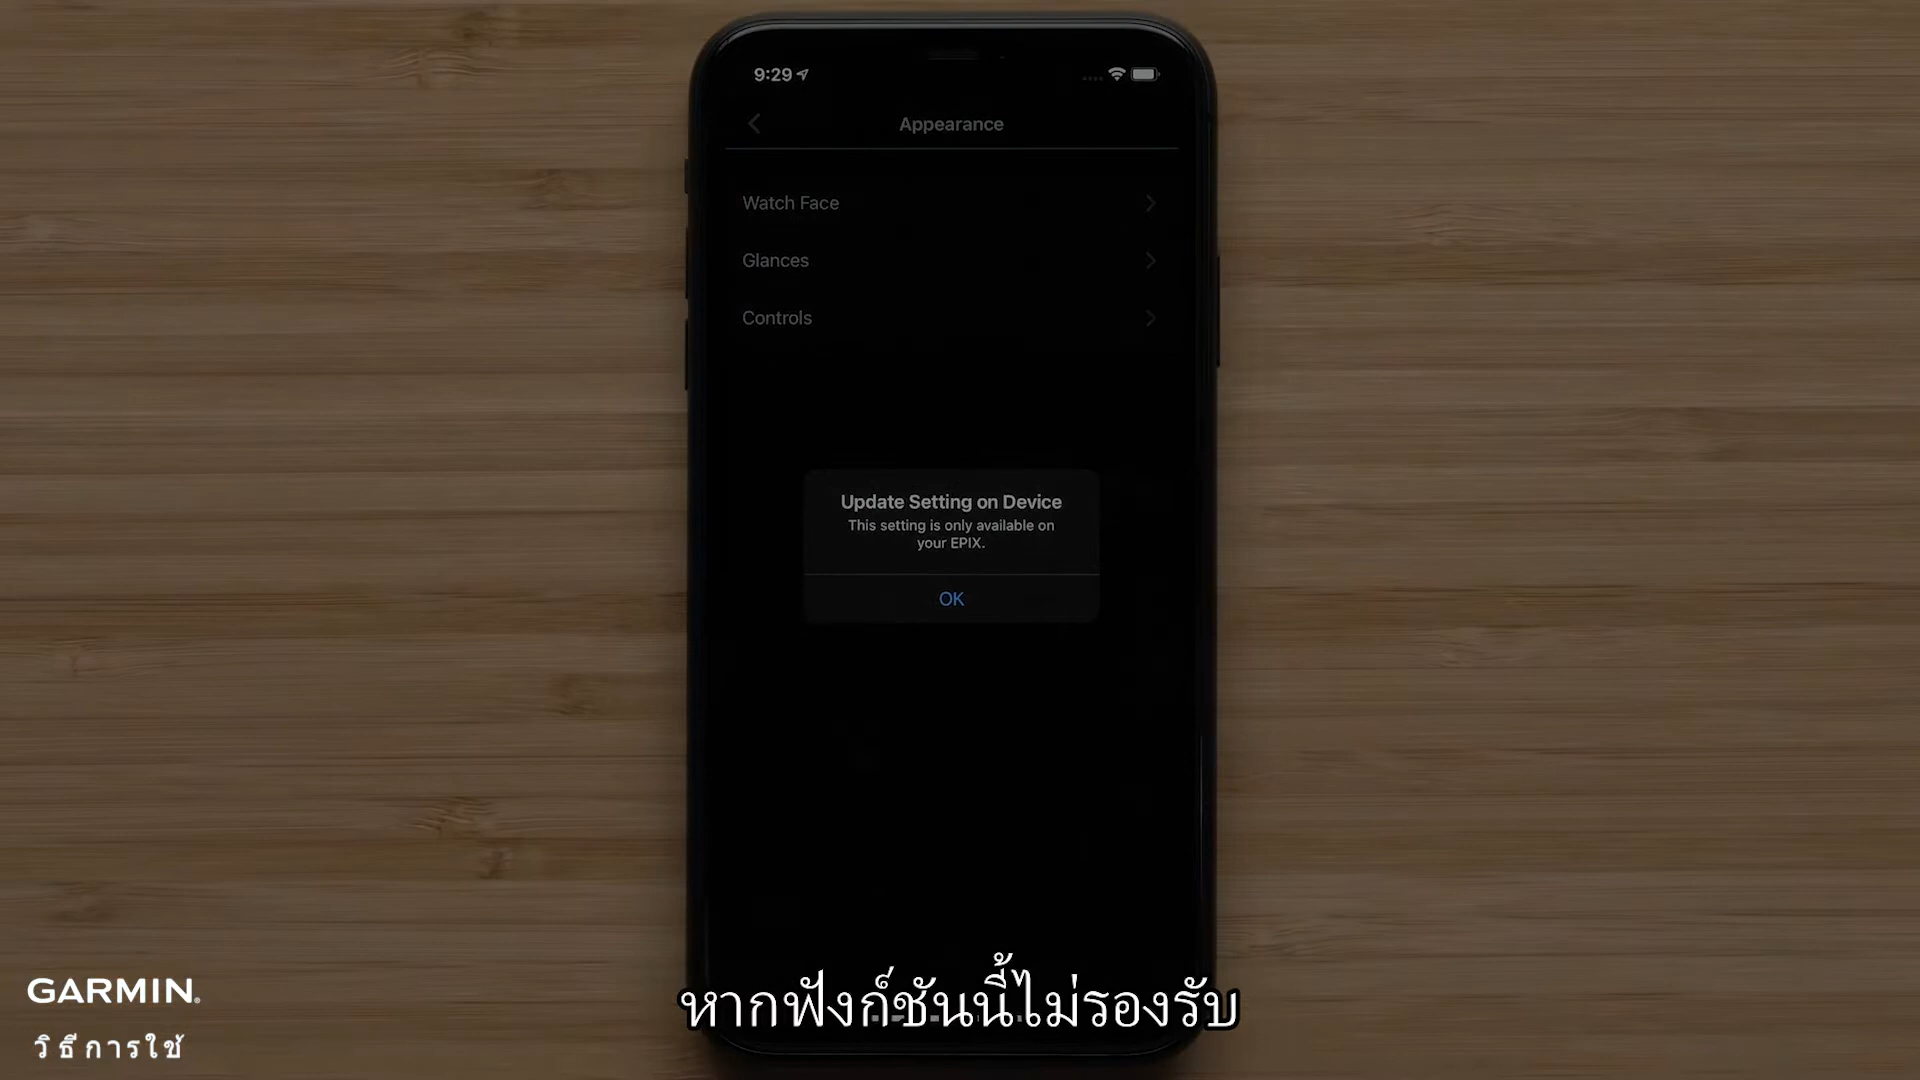 9:29
Appearance
Watch Face
Glances
Controls
Update Setting on Device
This setting is only available on
your EPIX.
OK
หากฟังก์ชันนี้ไม่รองรับ
GARMIN.
วิธีการใช้